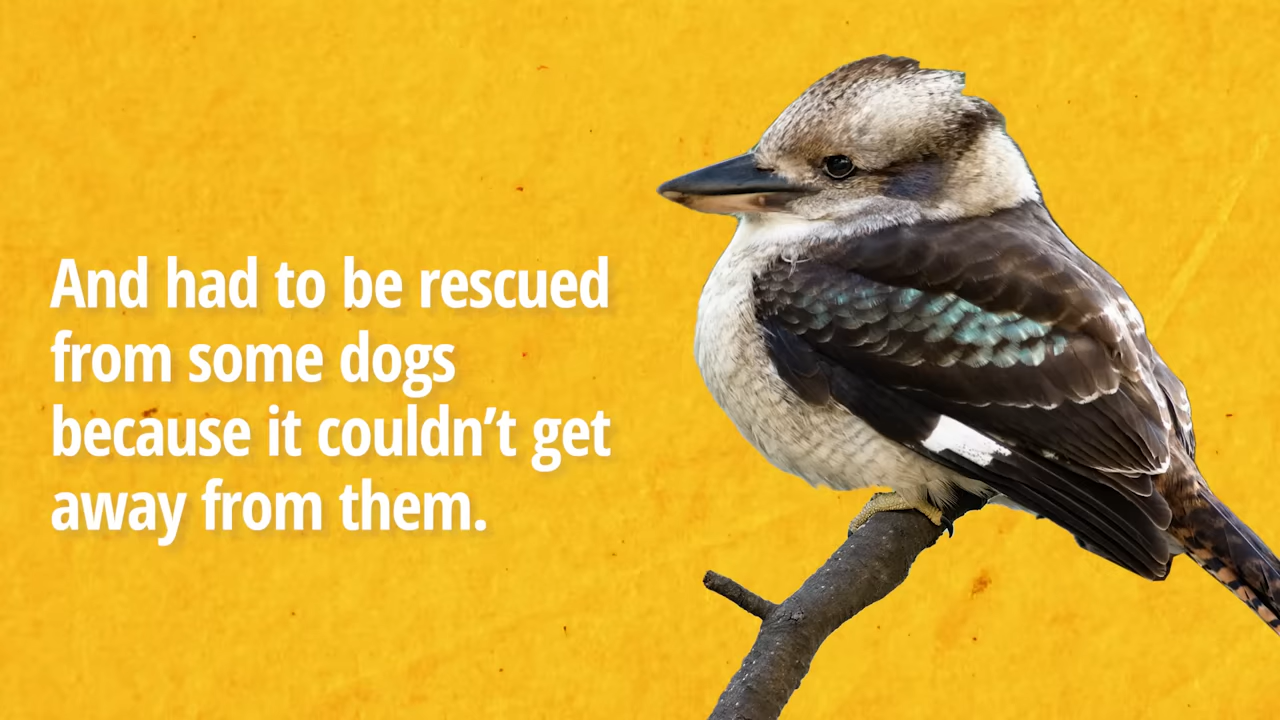 And had to be rescued
from some dogs
because it couldn’t get
away from them.